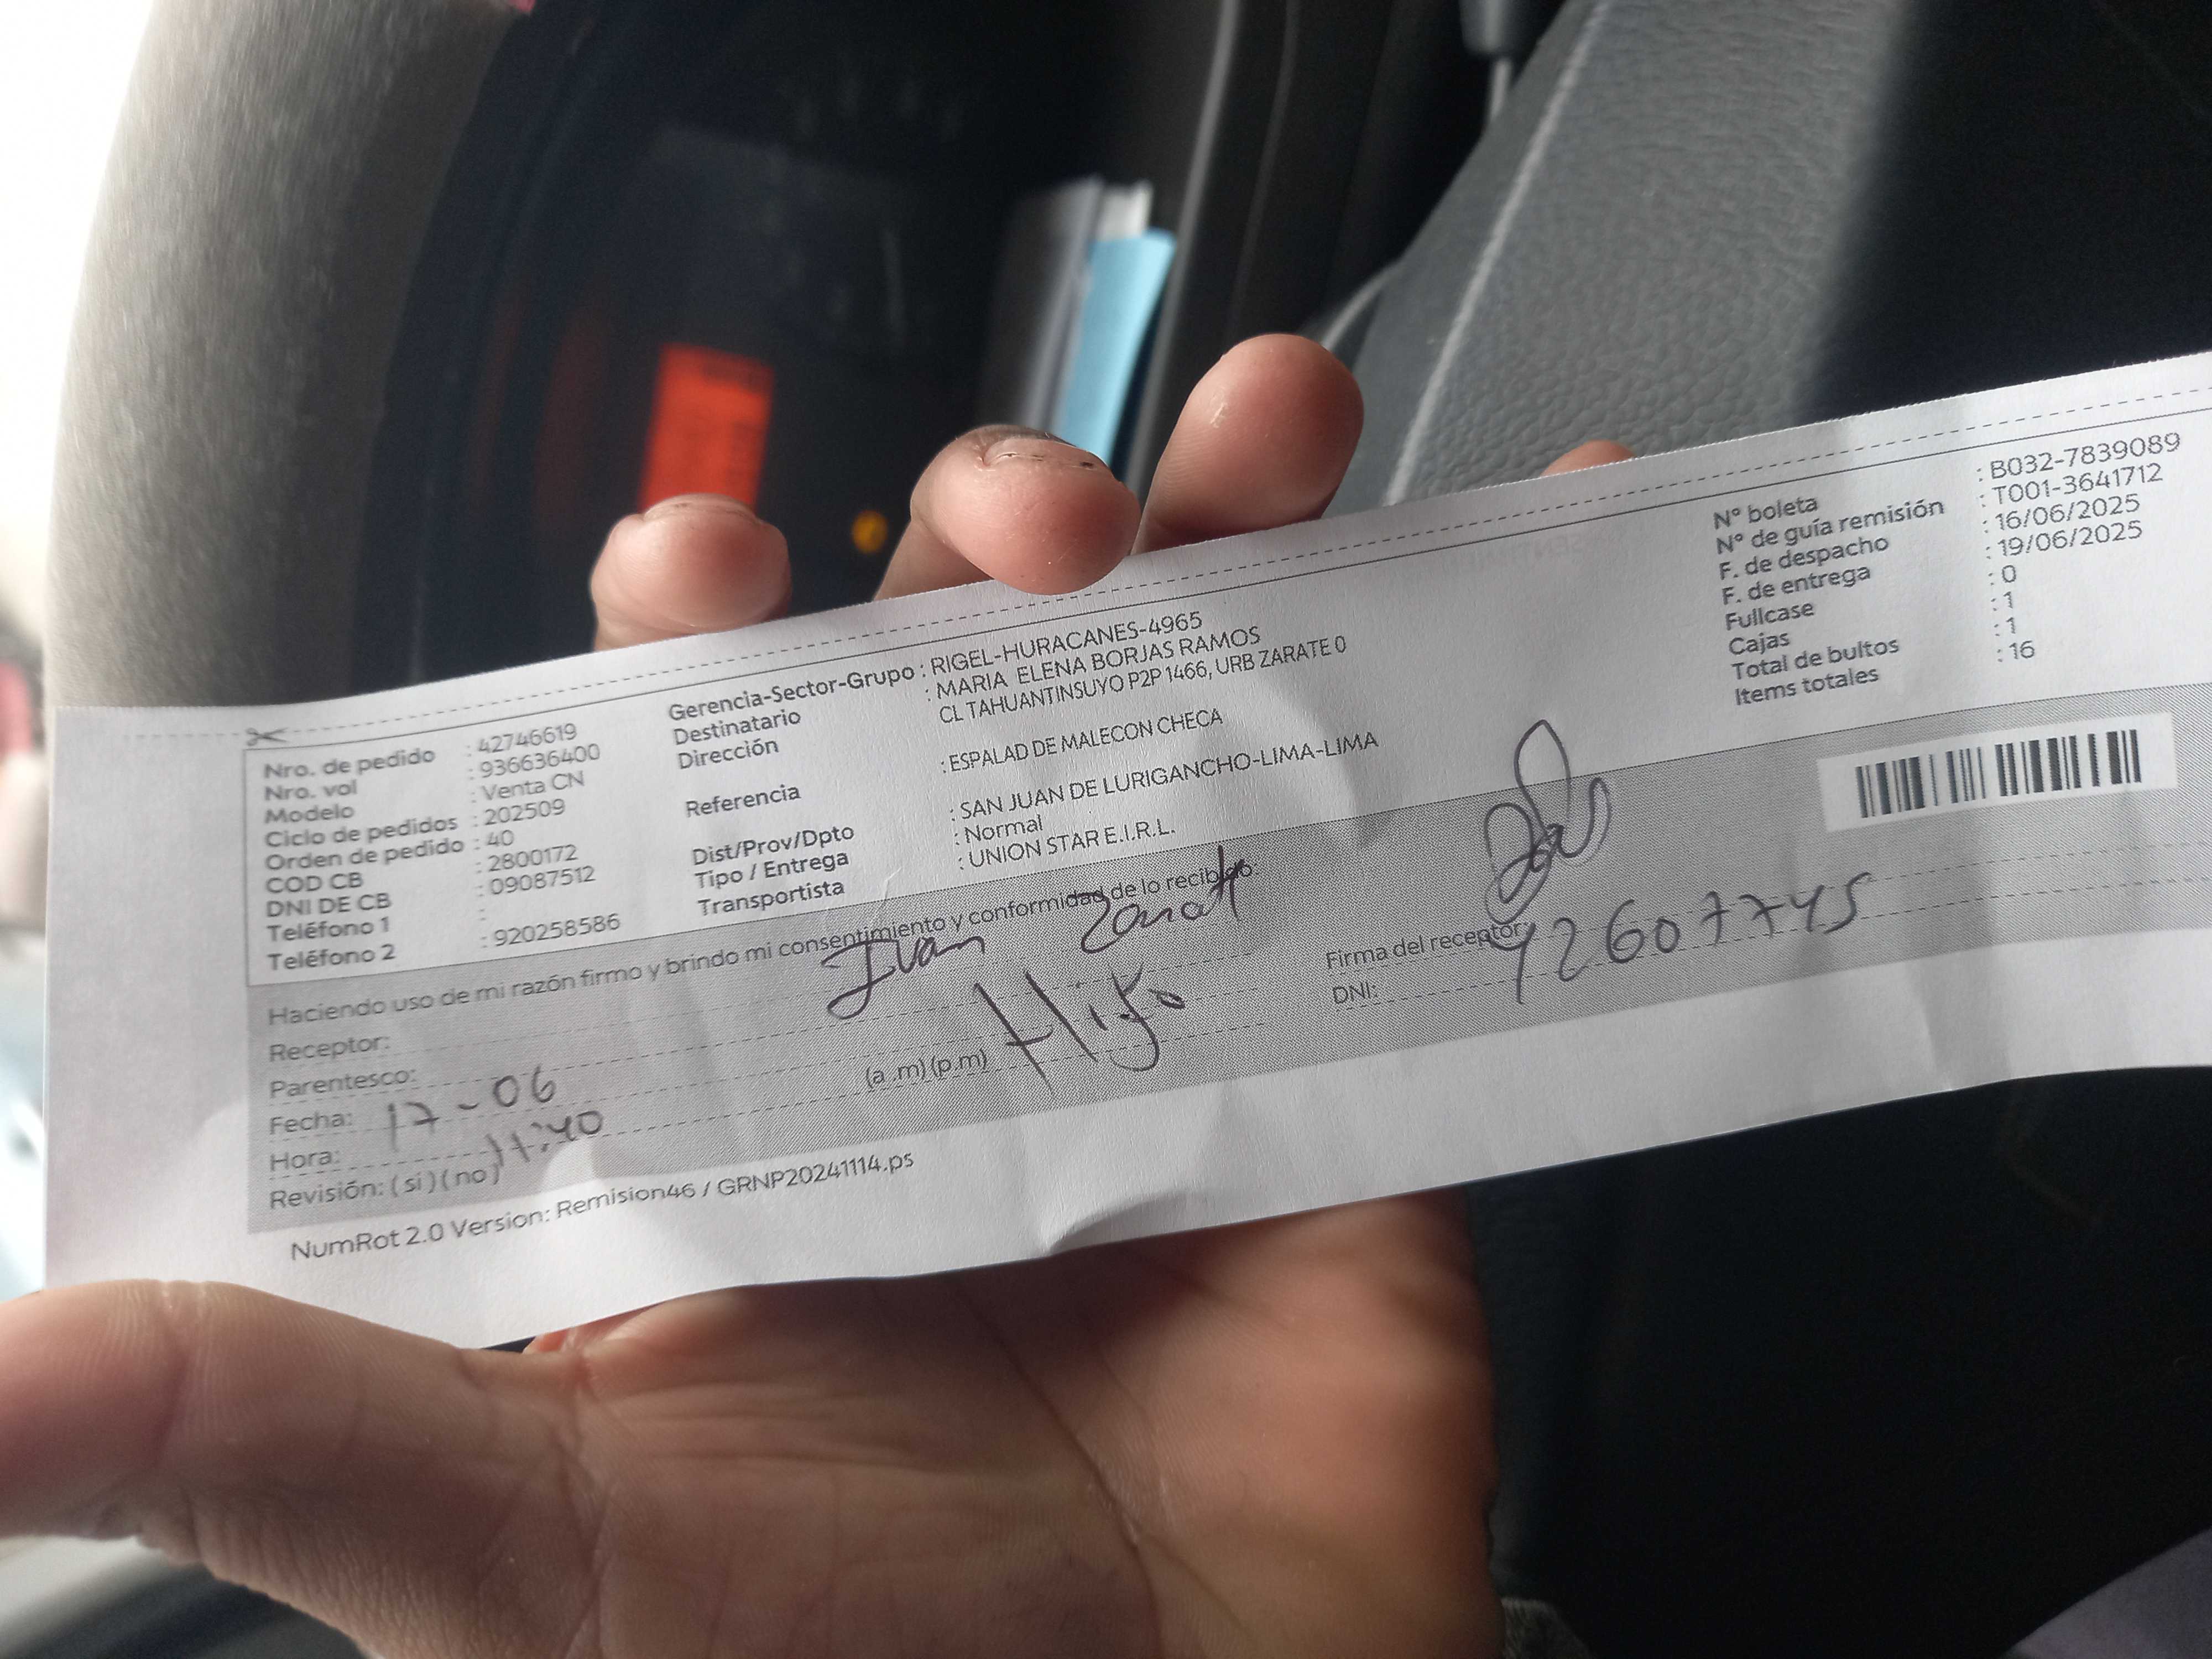 Nro. de pedido : 42746619
Nro. vol : 936636400
Modelo : Venta CN
Ciclo de pedidos : 202509
Orden de pedido : 40
COD CB : 2800172
DNI DE CB : 09087512
Teléfono 1 :
Teléfono 2 : 920258586
Gerencia-Sector-Grupo : RIGEL-HURACANES-4965
Destinatario : MARIA ELENA BORJAS RAMOS
Dirección CL TAHUANTINSUYO P2P 1466, URB ZARATE 0
Referencia : ESPALAD DE MALECON CHECA
Dist/Prov/Dpto : SAN JUAN DE LURIGANCHO-LIMA-LIMA
Tipo / Entrega : Normal
Transportista : UNION STAR E.I.R.L.
N° boleta : B032-7839089
N° de guía remisión : T001-3641712
F. de despacho : 16/06/2025
F. de entrega : 19/06/2025
Fullcase : 0
Cajas : 1
Total de bultos : 1
Items totales : 16
Haciendo uso de mi razón firmo y brindo mi consentimiento y conformidad de lo recibido.
Receptor: Ivan Zarate
Parentesco: Hijo
Fecha: 17-06
Hora: 11:40 (a .m) (p.m)
Revisión: ( si ) ( no )
Firma del receptor:
DNI: 42607745
NumRot 2.0 Version: Remision46 / GRNP20241114.ps